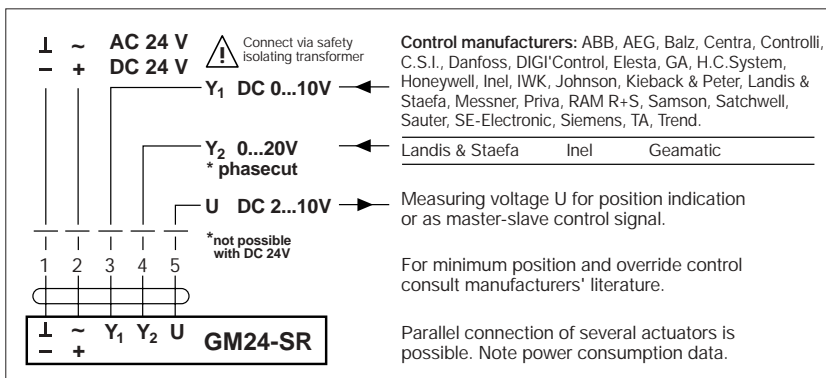 ⊥ ~ AC 24 V
– + DC 24 V
Connect via safety
isolating transformer
Y1 DC 0...10V
Y2 0...20V
* phasecut
U DC 2...10V
*not possible
with DC 24V
1 2 3 4 5
⊥ ~ Y1 Y2 U
– +
GM24-SR
Control manufacturers: ABB, AEG, Balz, Centra, Controlli,
C.S.I., Danfoss, DIGI'Control, Elesta, GA, H.C.System,
Honeywell, Inel, IWK, Johnson, Kieback & Peter, Landis &
Staefa, Messner, Priva, RAM R+S, Samson, Satchwell,
Sauter, SE-Electronic, Siemens, TA, Trend.
Landis & Staefa Inel Geamatic
Measuring voltage U for position indication
or as master-slave control signal.
For minimum position and override control
consult manufacturers' literature.
Parallel connection of several actuators is
possible. Note power consumption data.